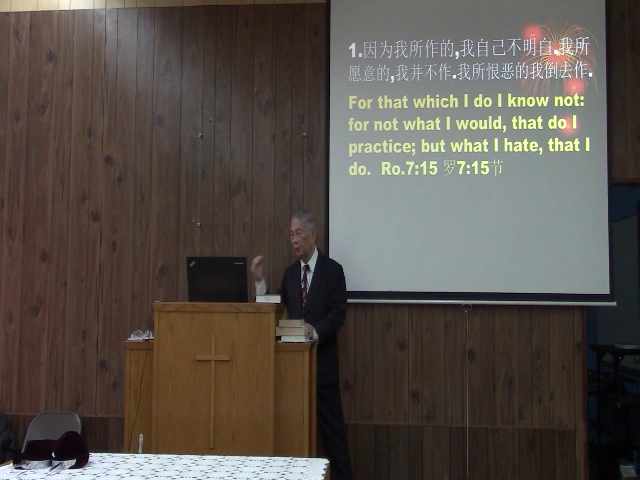 1.因为我所作的,我自己不明白.我所
愿意的,我并不作.我所恨恶的我倒去作.
For that which I do I know not:
for not what I would, that do I
practice; but what I hate, that I
do. Ro.7:15 罗7:15节